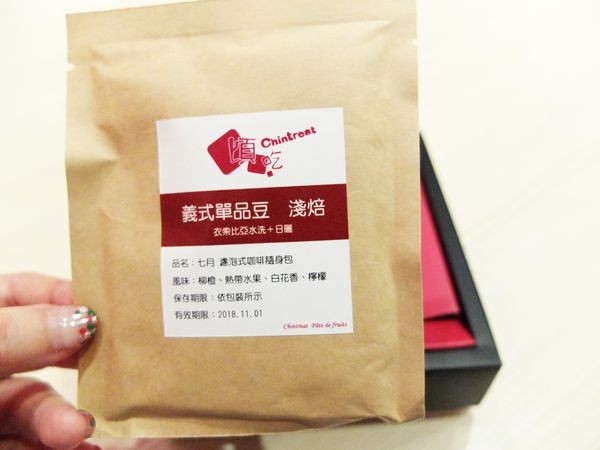 Chintreat
頃吃
義式單品豆 淺焙
衣索比亞水洗+日曬
品名:七月 濾泡式咖啡隨身包
風味:柳橙、熱帶水果、白花香、檸檬
保存期限:依包裝所示
有效期限:2018.11.01
Chintreat Pâte de fruits